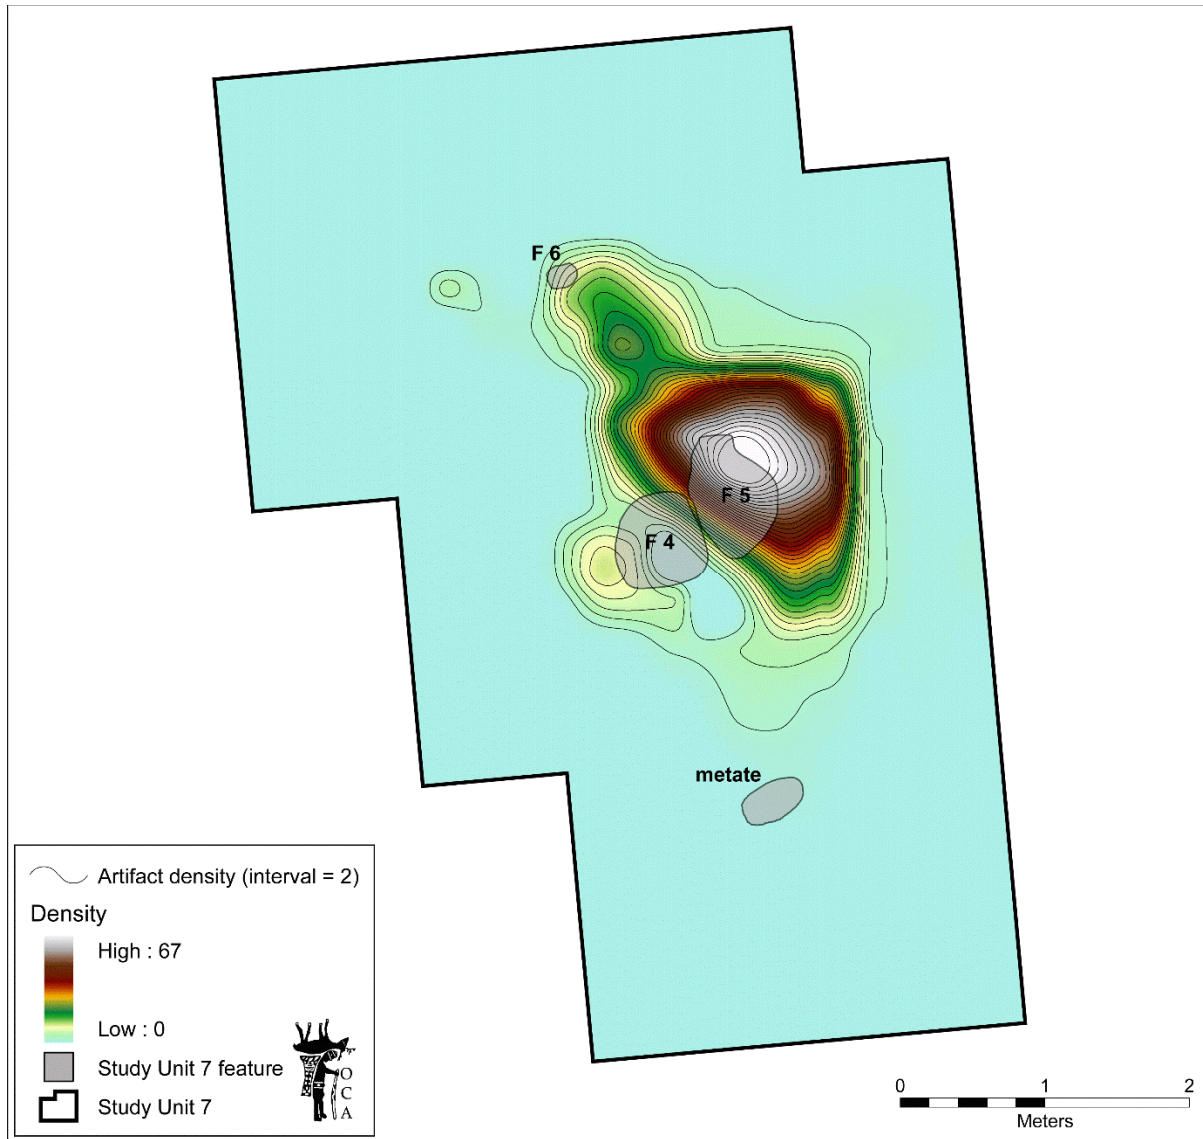 F 6
F 5
F 4
metate
Artifact density (interval = 2)
Density
High : 67
Low : 0
Study Unit 7 feature
Study Unit 7
O
C
A
0 1 2
Meters